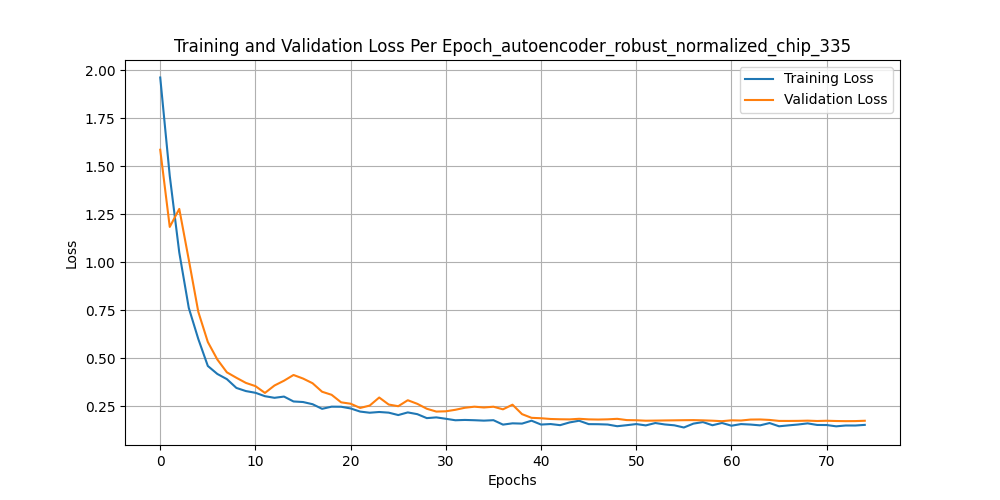 Training and Validation Loss Per Epoch_autoencoder_robust_normalized_chip_335
Training Loss
Validation Loss
2.00
1.75
1.50
1.25
1.00
0.75
0.50
0.25
Loss
0 10 20 30 40 50 60 70
Epochs